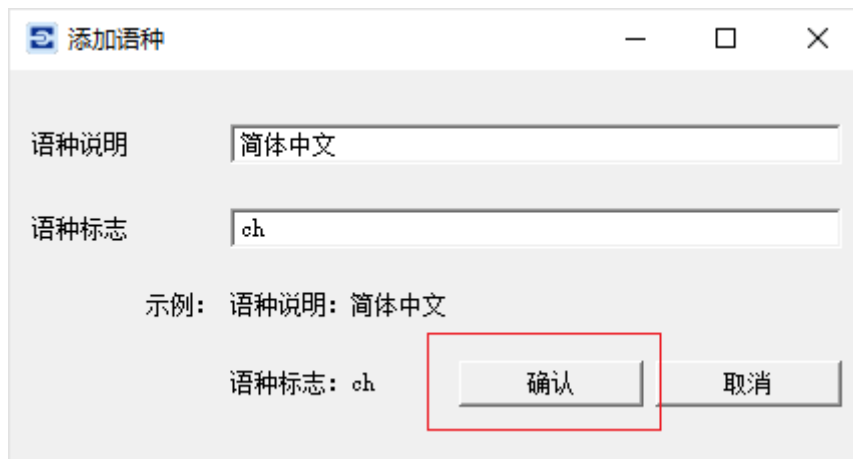 添加语种
语种说明 简体中文
语种标志 ch
示例： 语种说明：简体中文
语种标志：ch 确认 取消